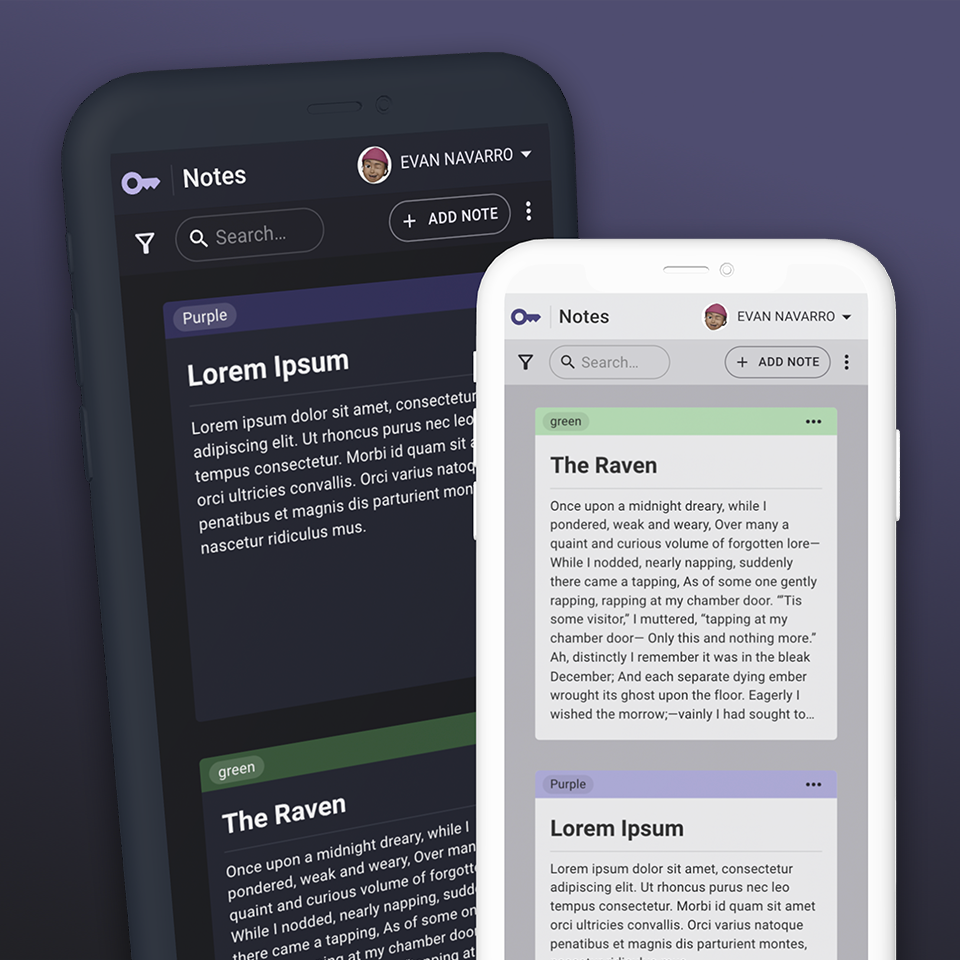 Notes
EVAN NAVARRO
Search...
+ ADD NOTE
Purple
Lorem Ipsum
Lorem ipsum dolor sit amet, consectetur
adipiscing elit. Ut rhoncus purus nec leo
tempus consectetur. Morbi id quam sit
orci ultricies convallis. Orci varius
penatibus et magnis dis parturient
nascetur ridiculus mus.
green
The Raven
Once upon a midnight dreary, while I
pondered, weak and weary, Over
quaint and curious volume of
While I nodded, nearly napping,
there came a tapping, As of some
rapping, rapping at my chamber
Notes
EVAN NAVARRO
Search...
+ ADD NOTE
green
The Raven
Once upon a midnight dreary, while I
pondered, weak and weary, Over many a
quaint and curious volume of forgotten lore—
While I nodded, nearly napping, suddenly
there came a tapping, As of some one gently
rapping, rapping at my chamber door. “’Tis
some visitor,” I muttered, “tapping at my
chamber door— Only this and nothing more.”
Ah, distinctly I remember it was in the bleak
December; And each separate dying ember
wrought its ghost upon the floor. Eagerly I
wished the morrow;—vainly I had sought to...
Purple
Lorem Ipsum
Lorem ipsum dolor sit amet, consectetur
adipiscing elit. Ut rhoncus purus nec leo
tempus consectetur. Morbi id quam sit amet
orci ultricies convallis. Orci varius natoque
penatibus et magnis dis parturient montes,